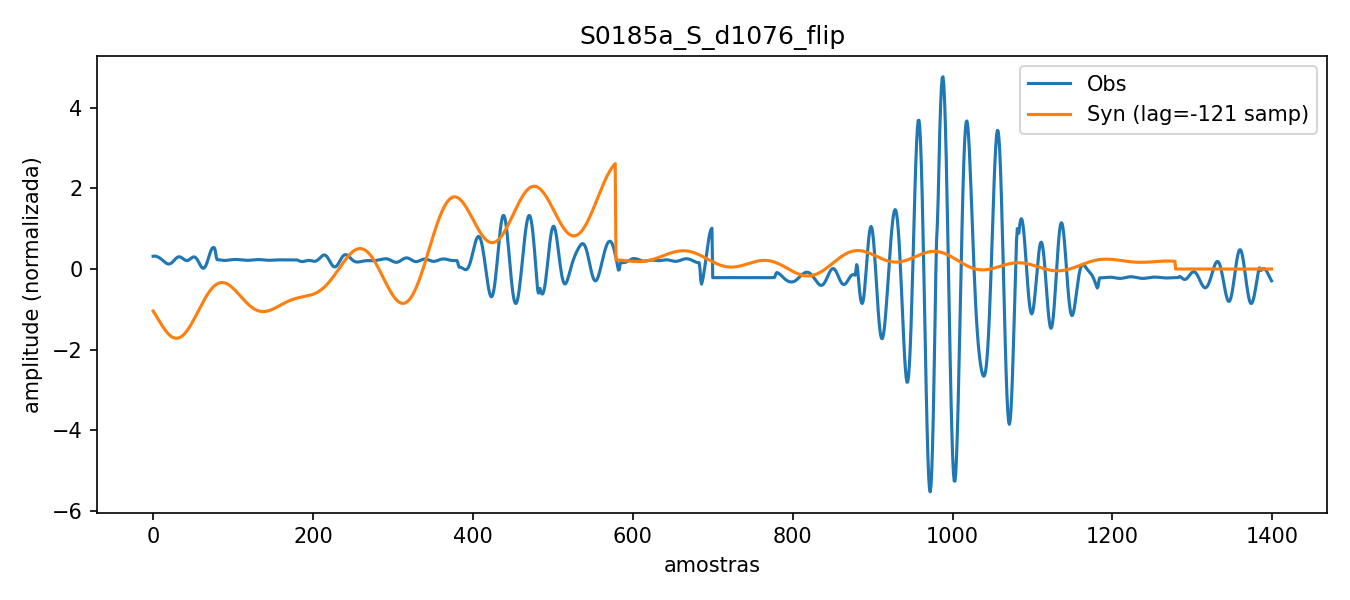 S0185a_S_d1076_flip
Obs
Syn (lag=-121 samp)
amplitude (normalizada)
4
2
0
−2
−4
−6
0 200 400 600 800 1000 1200 1400
amostras